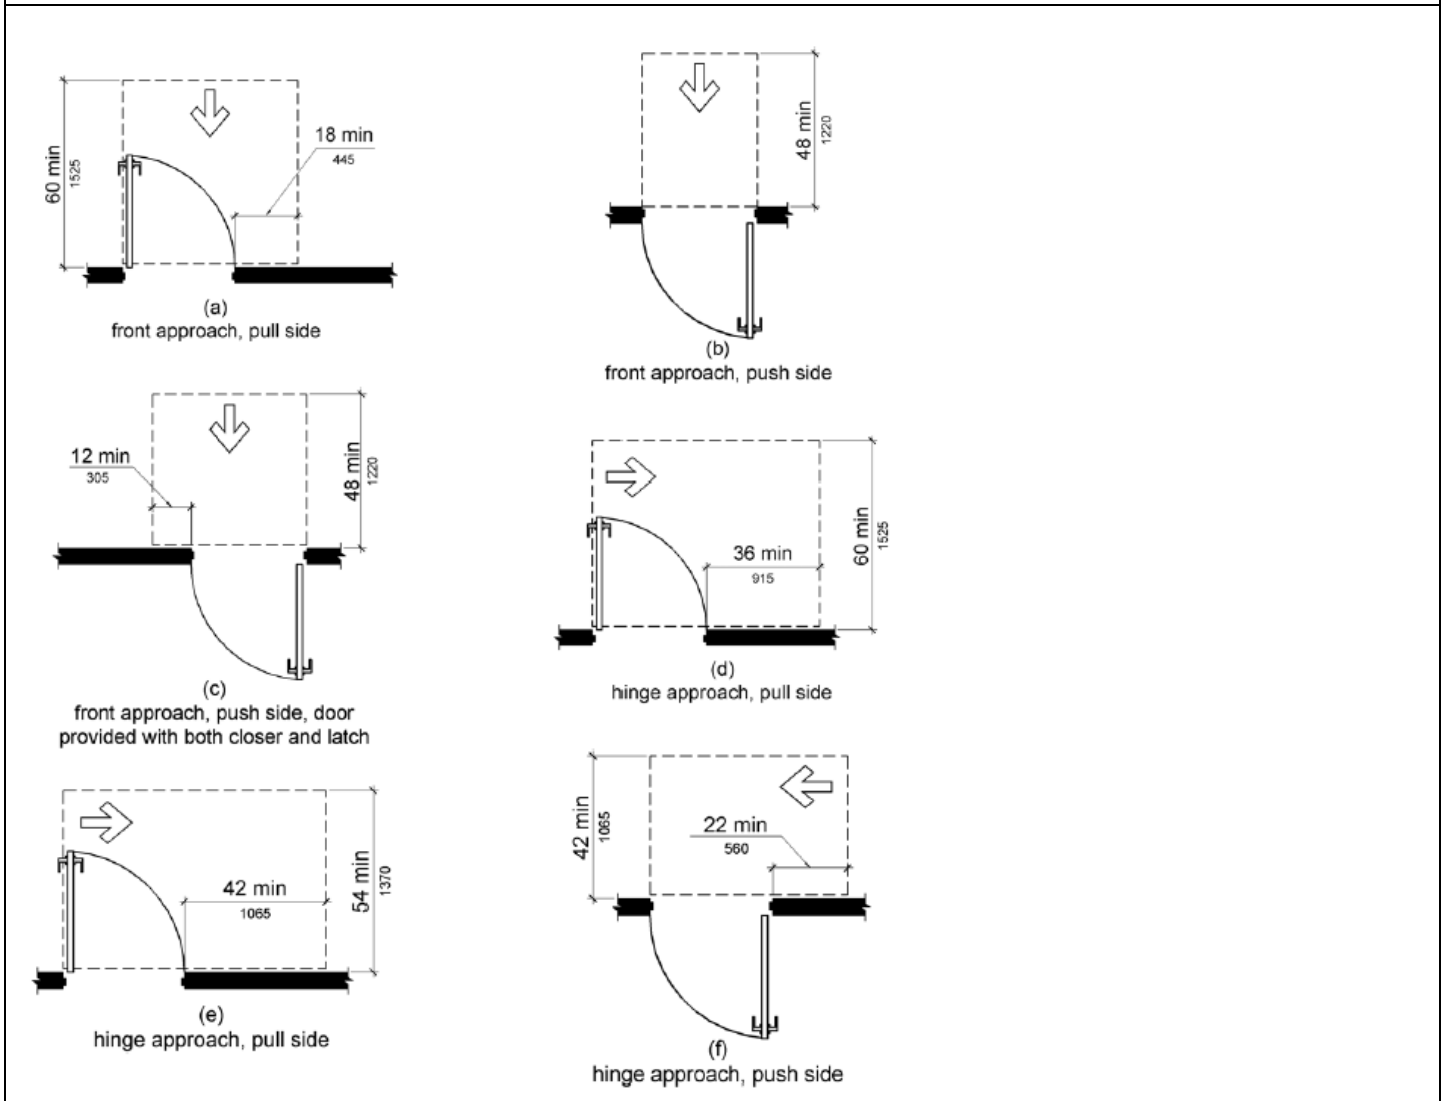 60 min
1525
18 min
445
(a)
front approach, pull side
48 min
1220
(b)
front approach, push side
12 min
305
48 min
1220
(c)
front approach, push side, door
provided with both closer and latch
36 min
915
60 min
1525
(d)
hinge approach, pull side
42 min
1065
54 min
1370
(e)
hinge approach, pull side
42 min
1065
22 min
560
(f)
hinge approach, push side